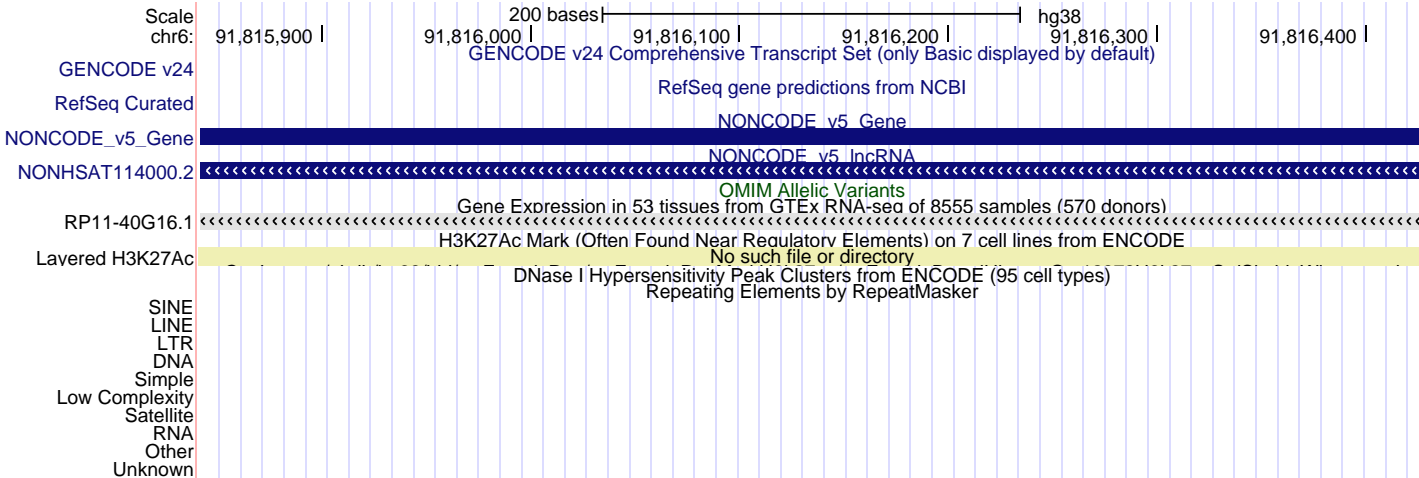 Scale 200 bases hg38
chr6: 91,815,900 91,816,000 91,816,100 91,816,200 91,816,300 91,816,400
GENCODE v24 Comprehensive Transcript Set (only Basic displayed by default)
GENCODE v24
RefSeq gene predictions from NCBI
RefSeq Curated
NONCODE_v5_Gene
NONCODE_v5_Gene
NONCODE_v5_lncRNA
NONHSAT114000.2
OMIM Allelic Variants
Gene Expression in 53 tissues from GTEx RNA-seq of 8555 samples (570 donors)
RP11-40G16.1
H3K27Ac Mark (Often Found Near Regulatory Elements) on 7 cell lines from ENCODE
Layered H3K27Ac No such file or directory
DNase I Hypersensitivity Peak Clusters from ENCODE (95 cell types)
Repeating Elements by RepeatMasker
SINE
LINE
LTR
DNA
Simple
Low Complexity
Satellite
RNA
Other
Unknown